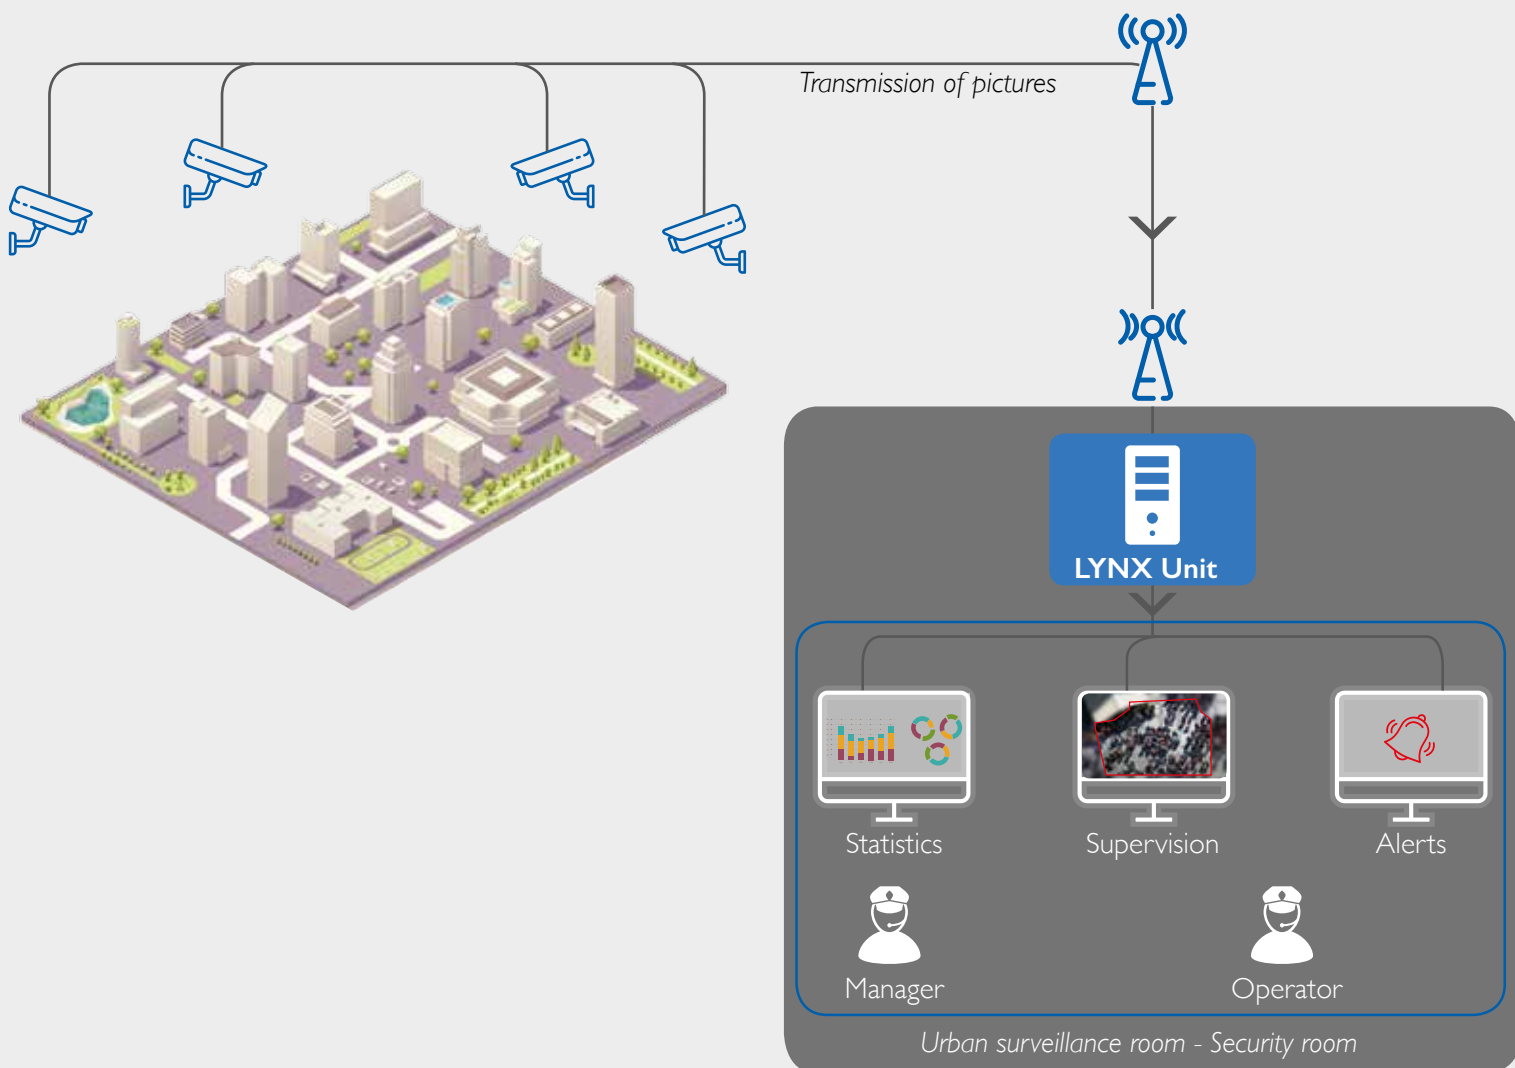 Transmission of pictures
LYNX Unit
Statistics
Supervision
Alerts
Manager
Operator
Urban surveillance room - Security room